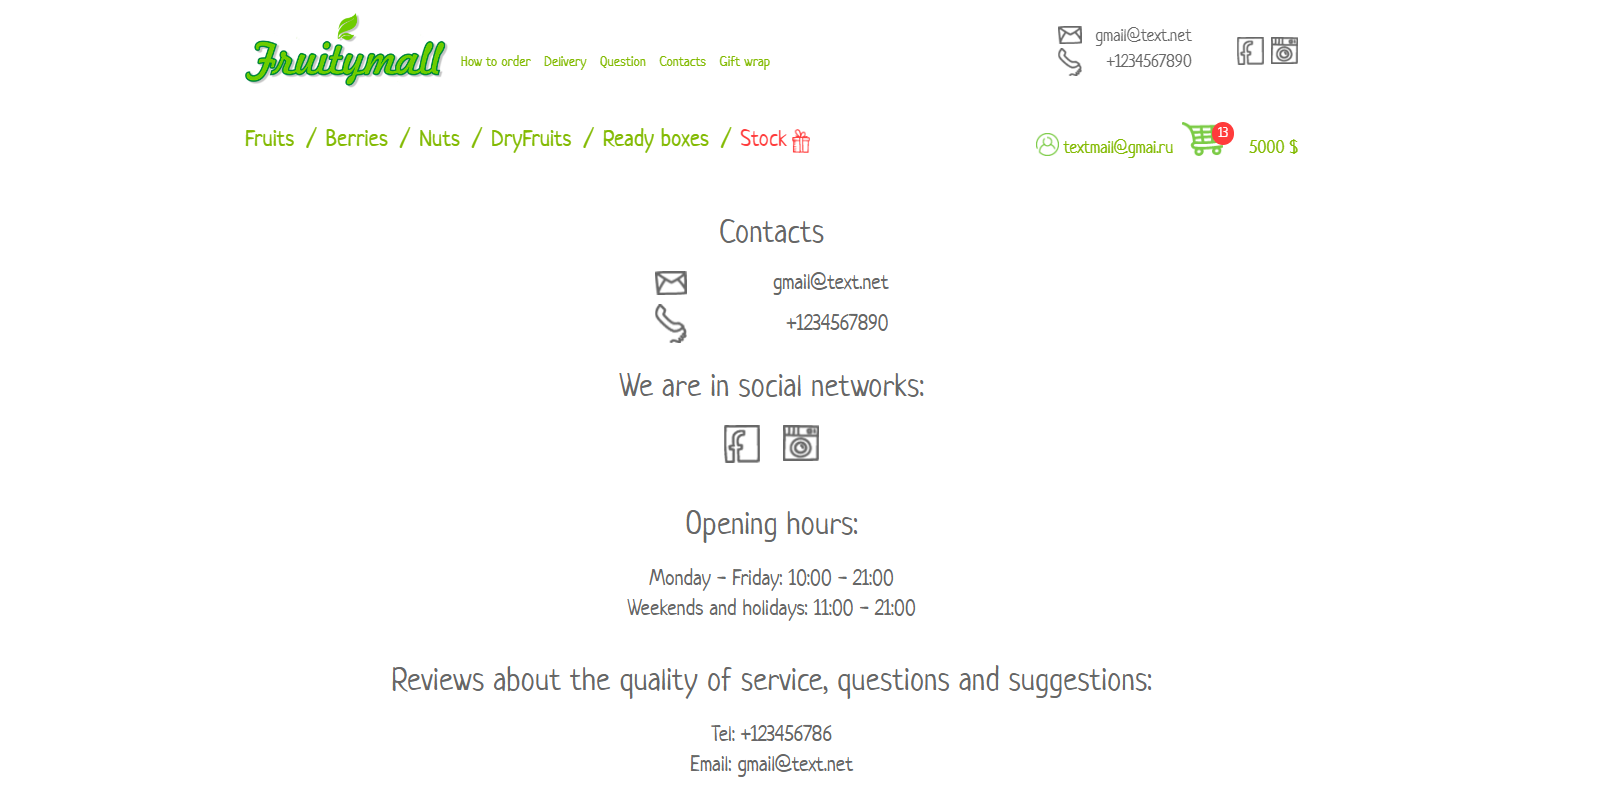 Fruitymall
How to order Delivery Question Contacts Gift wrap
gmail@text.net
+1234567890
Fruits / Berries / Nuts / DryFruits / Ready boxes / Stock
textmail@gmai.ru 13 5000 $
Contacts
gmail@text.net
+1234567890
We are in social networks:
Opening hours:
Monday - Friday: 10:00 - 21:00
Weekends and holidays: 11:00 - 21:00
Reviews about the quality of service, questions and suggestions:
Tel: +123456786
Email: gmail@text.net